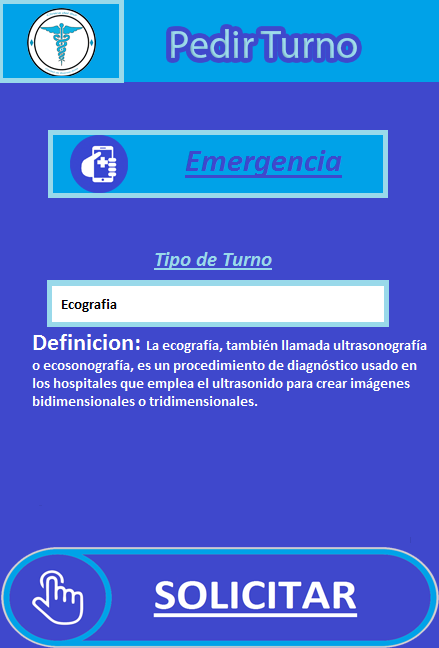 Pedir Turno
Emergencia
Tipo de Turno
Ecografia
Definicion: La ecografía, también llamada ultrasonografía
o ecosonografía, es un procedimiento de diagnóstico usado en
los hospitales que emplea el ultrasonido para crear imágenes
bidimensionales o tridimensionales.
SOLICITAR